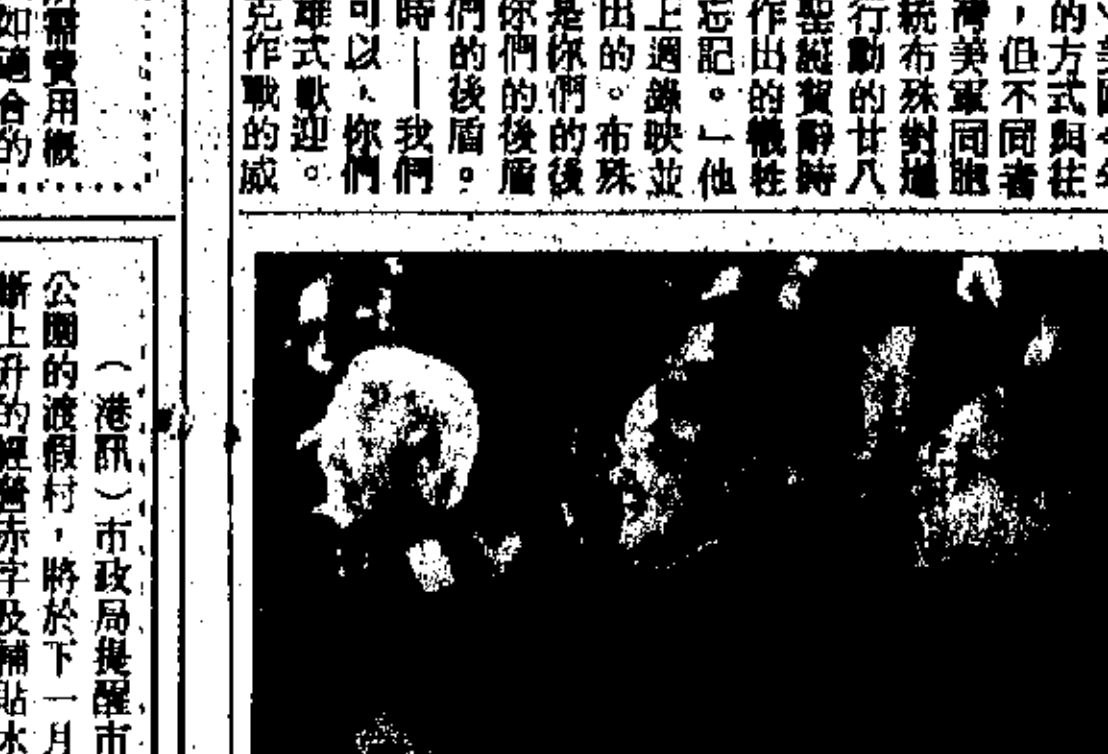 的方式與往
，但不同者
灣美軍同胞
統布殊對
行動的廿八
聖誕賀辭時
作出的犧牲
忘記。」他
上週錄映並
出的。布殊
是你們的後
你們的後盾
們的後盾。
時——我們
可以、你們
雄式歡迎。
克作戰的威
需費用概
如適合的
（港訊）市政局提醒市
公園的渡假村，將於下一月
斷上升的經營赤字及補貼水